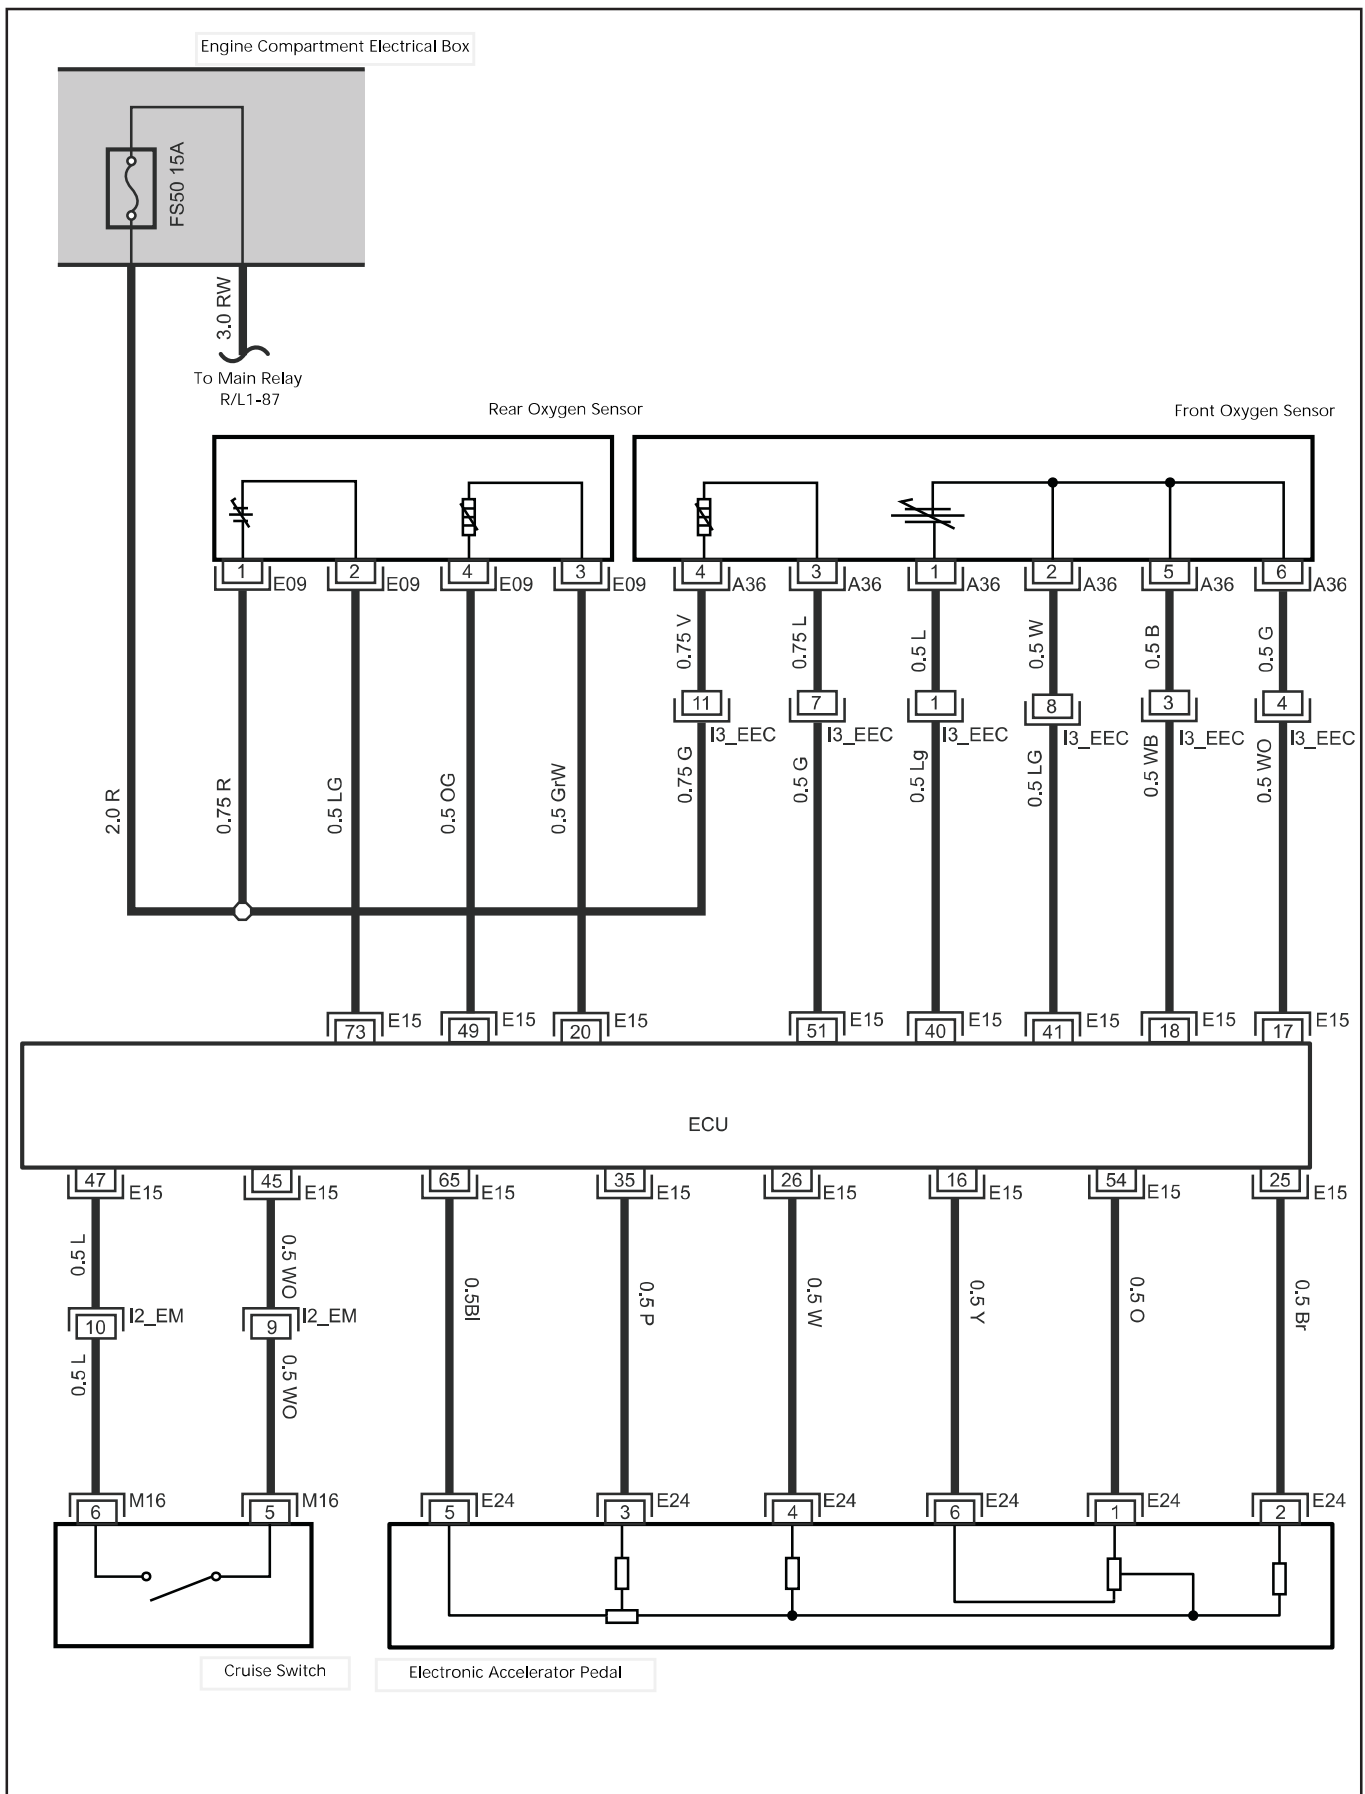 Engine Compartment Electrical Box
FS50 15A
3.0 RW
To Main Relay
R/L1-87
Rear Oxygen Sensor
Front Oxygen Sensor
1 E09
2 E09
4 E09
3 E09
4 A36
3 A36
1 A36
2 A36
5 A36
6 A36
0.75 V
0.75 L
0.5 L
0.5 W
0.5 B
0.5 G
11 I3_EEC
7 I3_EEC
1 I3_EEC
8 I3_EEC
3 I3_EEC
4 I3_EEC
2.0 R
0.75 R
0.5 LG
0.5 OG
0.5 GrW
0.75 G
0.5 G
0.5 Lg
0.5 LG
0.5 WB
0.5 WO
73 E15
49 E15
20 E15
51 E15
40 E15
41 E15
18 E15
17 E15
ECU
47 E15
45 E15
65 E15
35 E15
26 E15
16 E15
54 E15
25 E15
0.5 L
0.5 WO
0.5Bl
0.5 P
0.5 W
0.5 Y
0.5 O
0.5 Br
10 I2_EM
9 I2_EM
0.5 L
0.5 WO
6 M16
5 M16
5 E24
3 E24
4 E24
6 E24
1 E24
2 E24
Cruise Switch
Electronic Accelerator Pedal